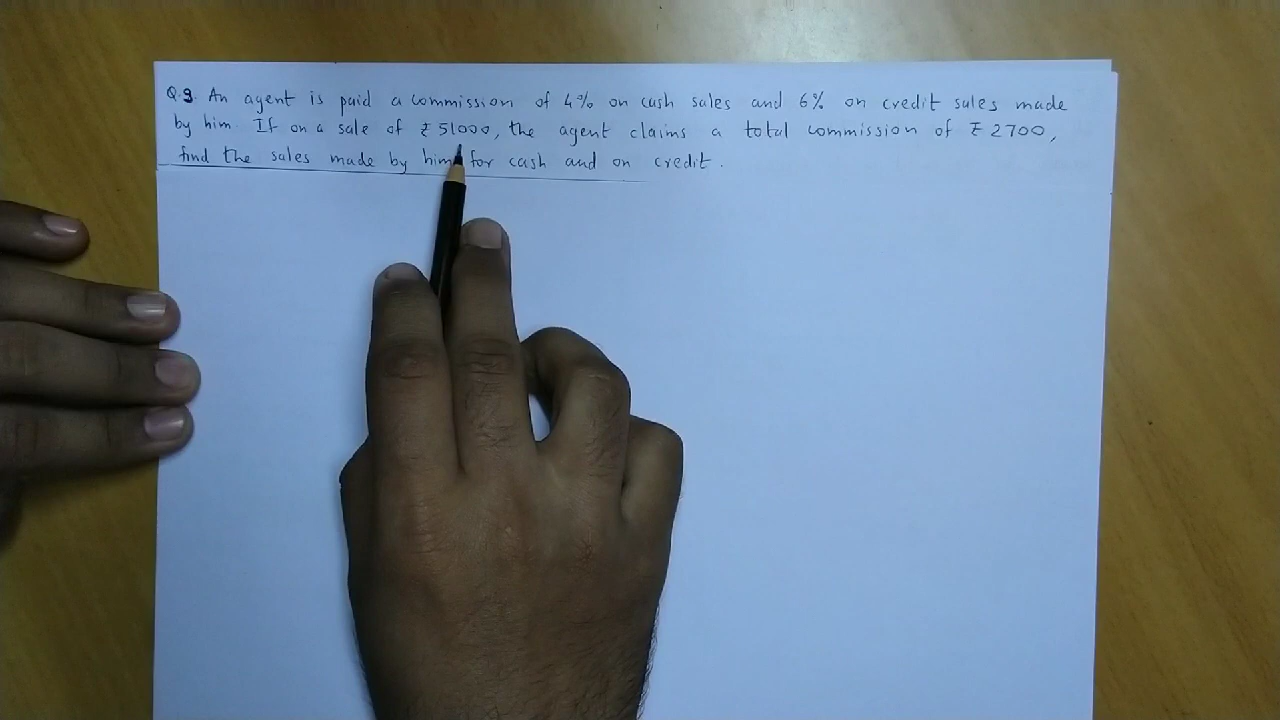 Q.9. An agent is paid a commission of 4% on cash sales and 6% on credit sales made
by him. If on a sale of ₹ 51000, the agent claims a total commission of ₹ 2700,
find the sales made by him for cash and on credit.